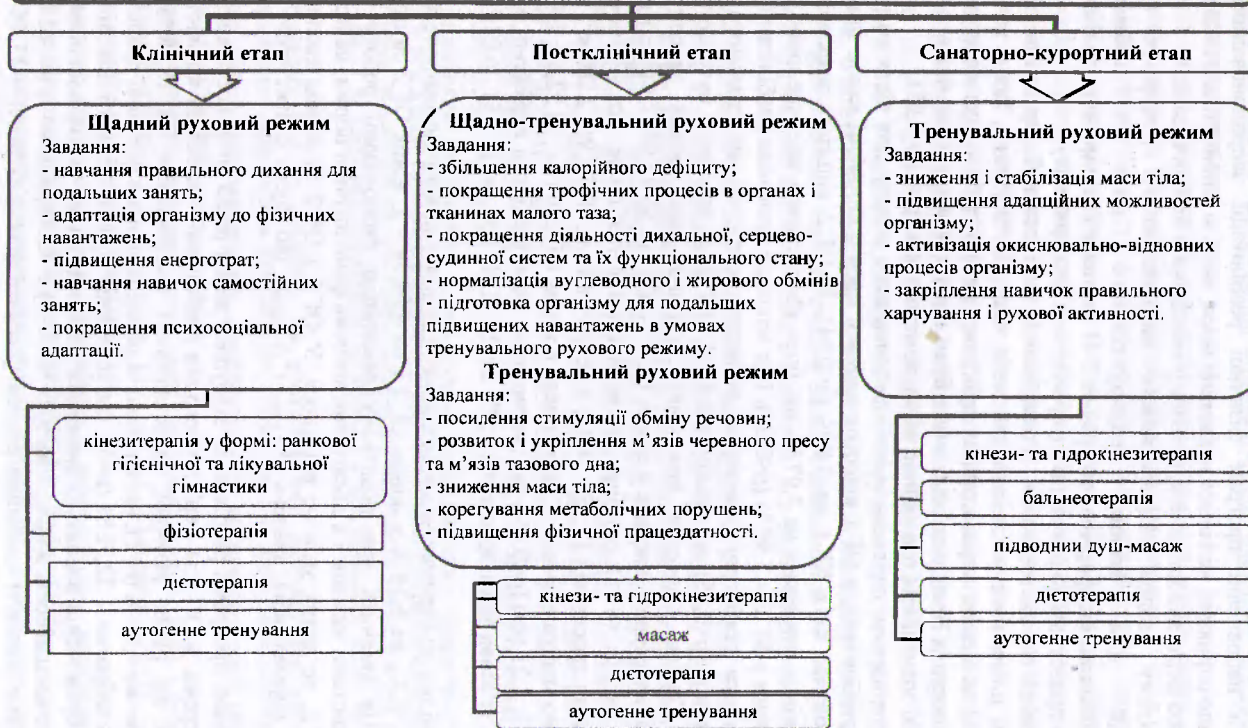 Клінічний етап
Щадний руховий режим
Завдання:
- навчання правильного дихання для
подальших занять;
- адаптація організму до фізичних
навантажень;
- підвищення енерготрат;
- навчання навичок самостійних
занять;
- покращення психосоціальної
адаптації.
кінезитерапія у формі: ранкової
гігієнічної та лікувальної
гімнастики
фізіотерапія
дієтотерапія
аутогенне тренування
Постклінічний етап
Щадно-тренувальний руховий режим
Завдання:
- збільшення калорійного дефіциту;
- покращення трофічних процесів в органах і
тканинах малого таза;
- покращення діяльності дихальної, серцево-
судинної систем та їх функціонального стану;
- нормалізація вуглеводного і жирового обмінів
- підготовка організму для подальших
підвищених навантажень в умовах
тренувального рухового режиму.
Тренувальний руховий режим
Завдання:
- посилення стимуляції обміну речовин;
- розвиток і укріплення м’язів черевного пресу
та м’язів тазового дна;
- зниження маси тіла;
- корегування метаболічних порушень;
- підвищення фізичної працездатності.
кінези- та гідрокінезитерапія
масаж
дієтотерапія
аутогенне тренування
Санаторно-курортний етап
Тренувальний руховий режим
Завдання:
- зниження і стабілізація маси тіла;
- підвищення адапційних можливостей
організму;
- активізація окиснювально-відновних
процесів організму;
- закріплення навичок правильного
харчування і рухової активності.
кінези- та гідрокінезитерапія
бальнеотерапія
підводний душ-масаж
дієтотерапія
аутогенне тренування